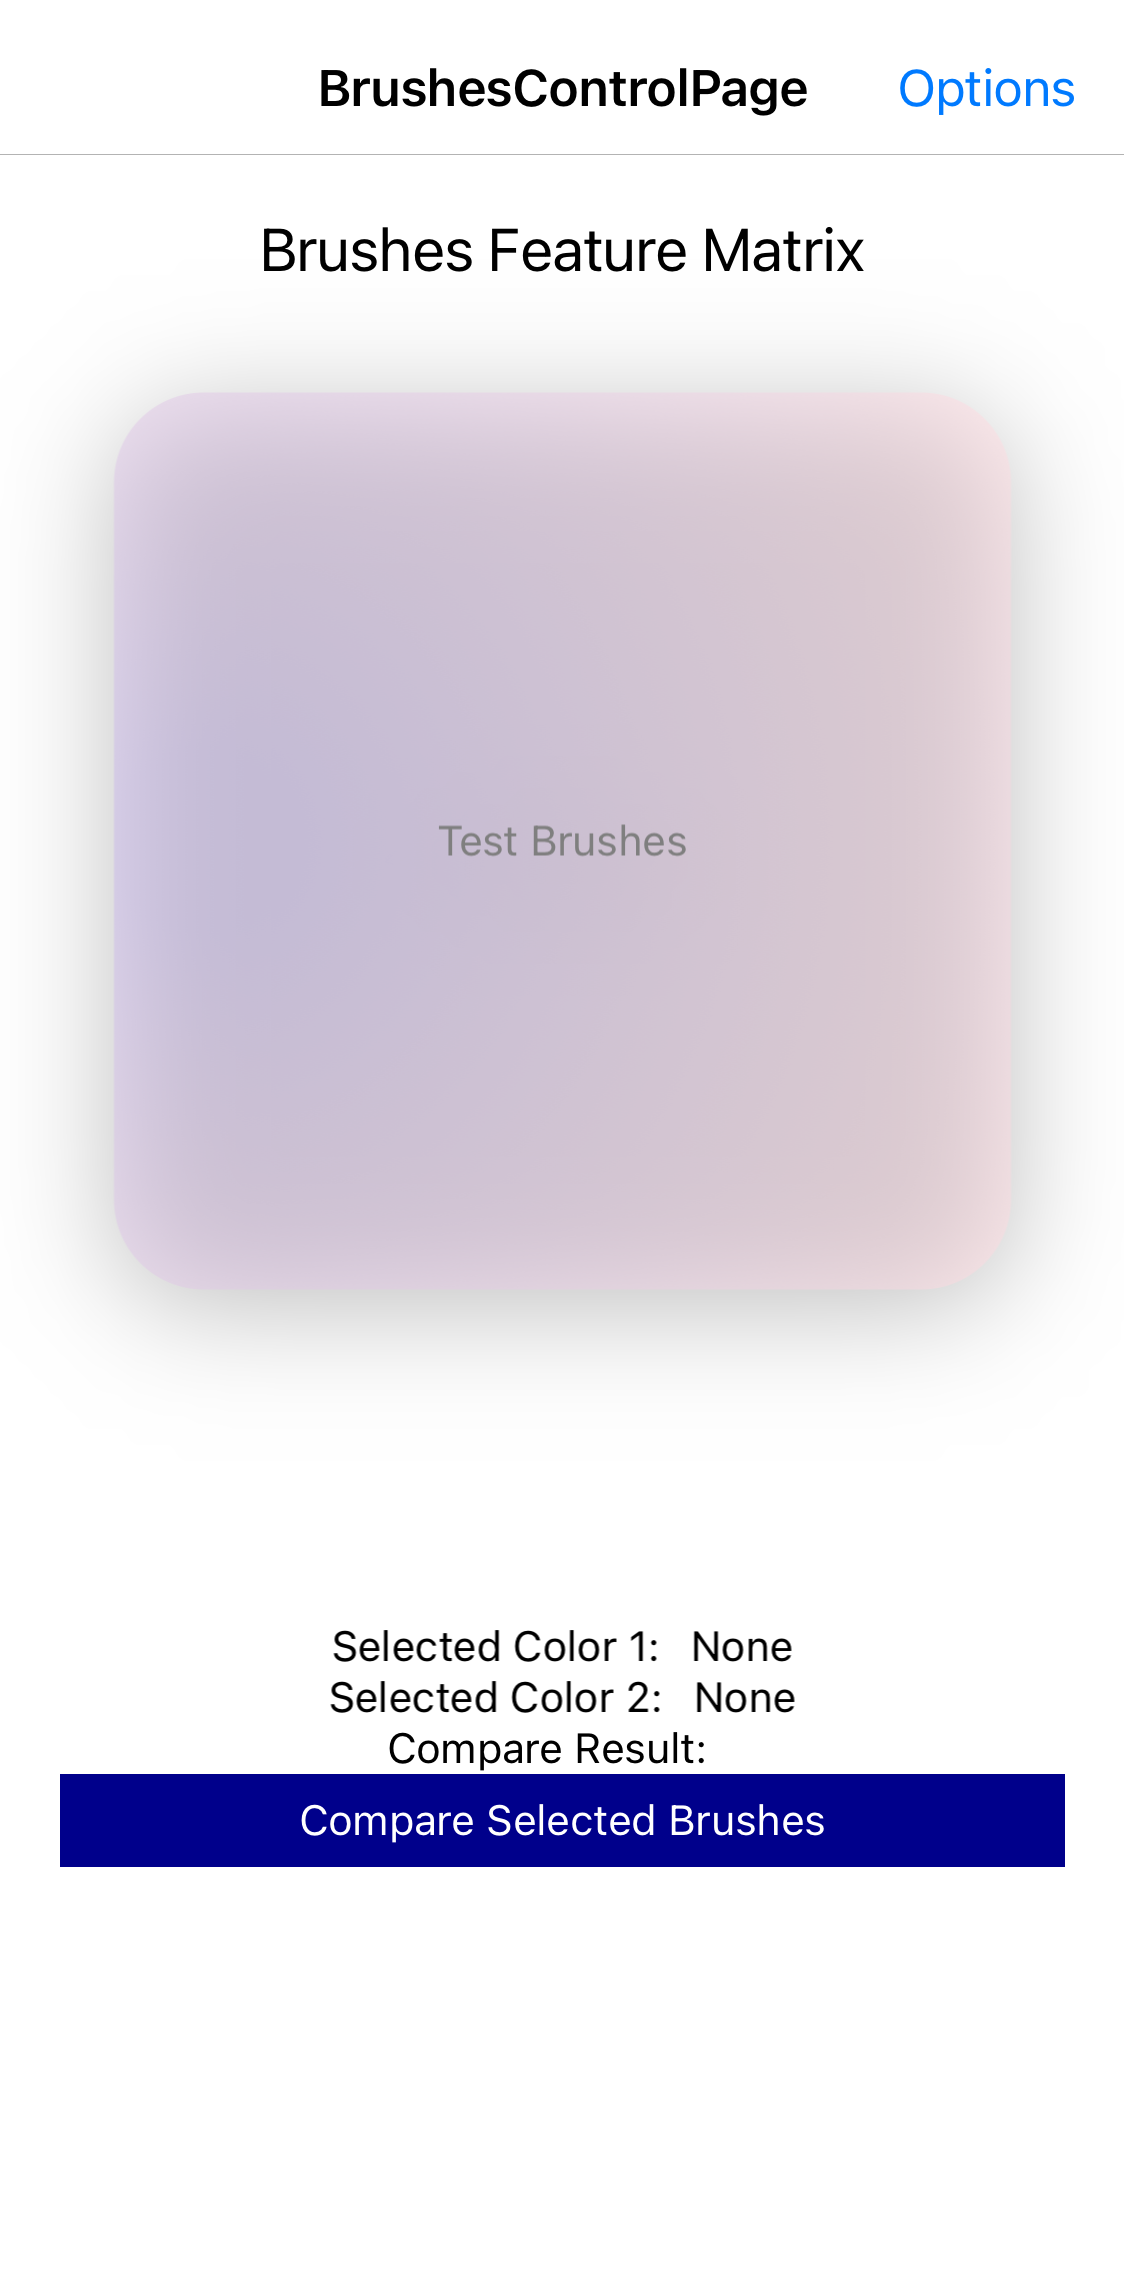 BrushesControlPage Options
Brushes Feature Matrix
Test Brushes
Selected Color 1: None
Selected Color 2: None
Compare Result:
Compare Selected Brushes